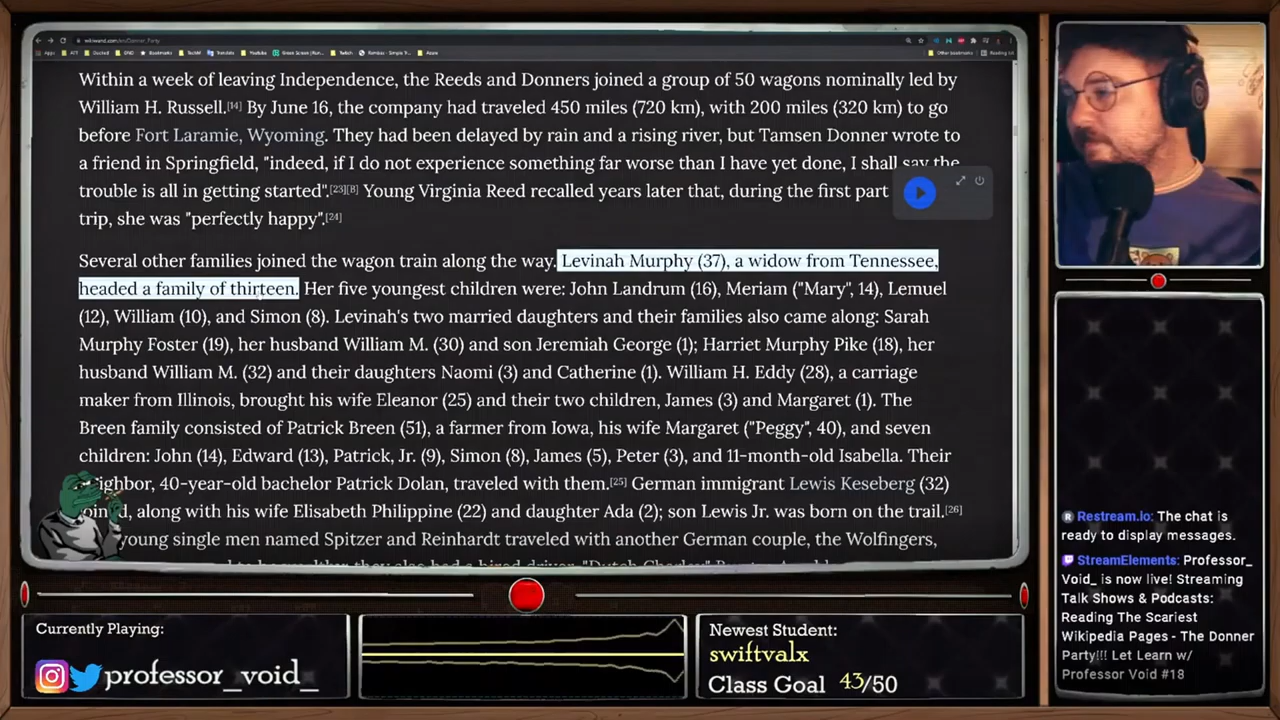 wikiwand.com/en/Donner_Party
Within a week of leaving Independence, the Reeds and Donners joined a group of 50 wagons nominally led by
William H. Russell.[14] By June 16, the company had traveled 450 miles (720 km), with 200 miles (320 km) to go
before Fort Laramie, Wyoming. They had been delayed by rain and a rising river, but Tamsen Donner wrote to
a friend in Springfield, "indeed, if I do not experience something far worse than I have yet done, I shall say the
trouble is all in getting started".[23][B] Young Virginia Reed recalled years later that, during the first part
trip, she was "perfectly happy".[24]
Several other families joined the wagon train along the way. Levinah Murphy (37), a widow from Tennessee,
headed a family of thirteen. Her five youngest children were: John Landrum (16), Meriam ("Mary", 14), Lemuel
(12), William (10), and Simon (8). Levinah's two married daughters and their families also came along: Sarah
Murphy Foster (19), her husband William M. (30) and son Jeremiah George (1); Harriet Murphy Pike (18), her
husband William M. (32) and their daughters Naomi (3) and Catherine (1). William H. Eddy (28), a carriage
maker from Illinois, brought his wife Eleanor (25) and their two children, James (3) and Margaret (1). The
Breen family consisted of Patrick Breen (51), a farmer from Iowa, his wife Margaret ("Peggy", 40), and seven
children: John (14), Edward (13), Patrick, Jr. (9), Simon (8), James (5), Peter (3), and 11-month-old Isabella. Their
ighbor, 40-year-old bachelor Patrick Dolan, traveled with them.[25] German immigrant Lewis Keseberg (32)
joined, along with his wife Elisabeth Philippine (22) and daughter Ada (2); son Lewis Jr. was born on the trail.[26]
young single men named Spitzer and Reinhardt traveled with another German couple, the Wolfingers,
Restream.io: The chat is
ready to display messages.
StreamElements: Professor_
Void_ is now live! Streaming
Talk Shows & Podcasts:
Reading The Scariest
Wikipedia Pages - The Donner
Party!!! Let Learn w/
Professor Void #18
Currently Playing:
professor_void_
Newest Student:
swiftvalx
Class Goal 43/50